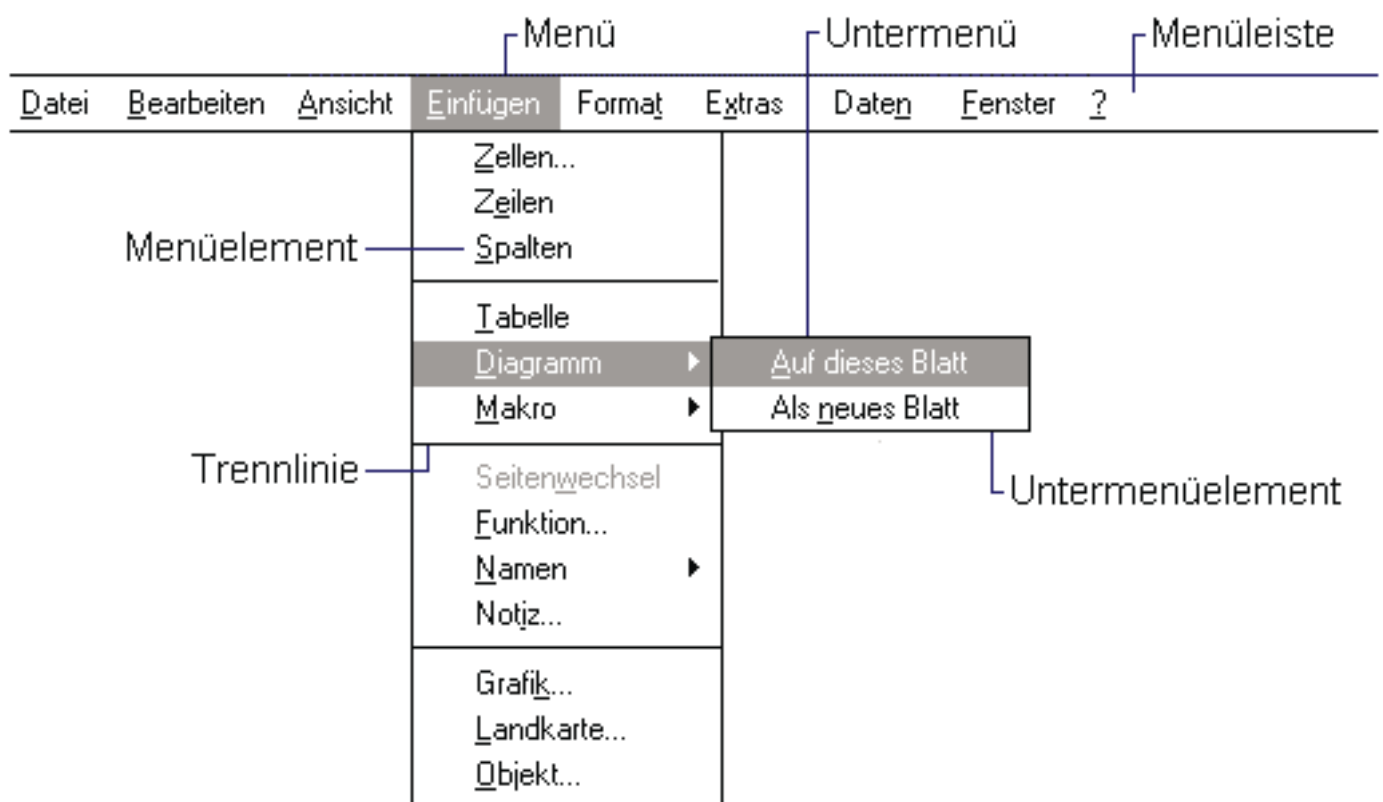 Menü Untermenü Menüleiste
Datei Bearbeiten Ansicht Einfügen Format Extras Daten Fenster ?
Zellen...
Zeilen
Menüelement Spalten
Tabelle
Diagramm Auf dieses Blatt
Makro Als neues Blatt
Trennlinie Seitenwechsel
Untermenüelement
Funktion...
Namen
Notiz...
Grafik...
Landkarte...
Objekt...